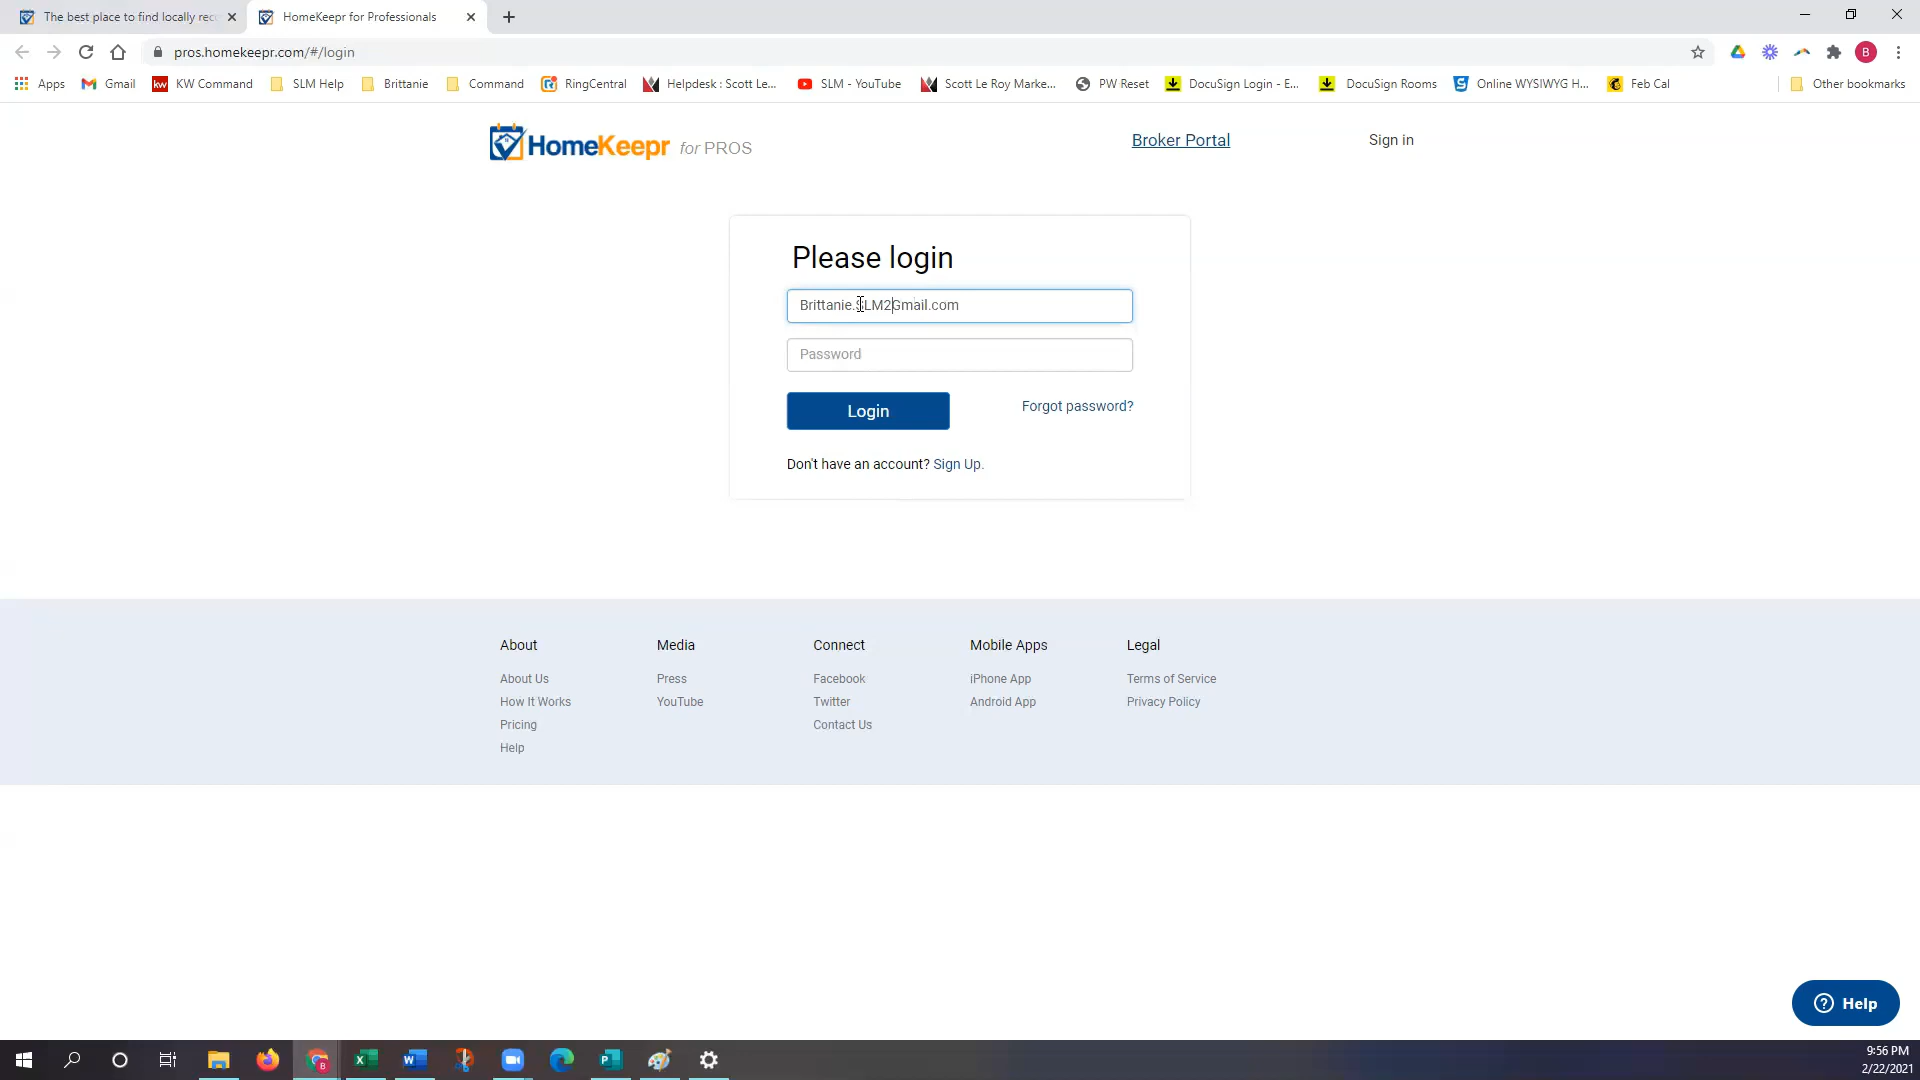 The best place to find locally rec
HomeKeepr for Professionals
pros.homekeepr.com/#/login
B
Apps
Gmail
kw
KW Command
SLM Help
Brittanie
Command
RingCentral
Helpdesk : Scott Le...
SLM - YouTube
Scott Le Roy Marke...
PW Reset
DocuSign Login - E...
DocuSign Rooms
Online WYSIWYG H...
Feb Cal
Other bookmarks
HomeKeepr for PROS
Broker Portal
Sign in
Please login
Brittanie.SLM2Gmail.com
Password
Login
Forgot password?
Don't have an account? Sign Up.
About
Media
Connect
Mobile Apps
Legal
About Us
Press
Facebook
iPhone App
Terms of Service
How It Works
YouTube
Twitter
Android App
Privacy Policy
Pricing
Contact Us
Help
Help
9:56 PM
2/22/2021